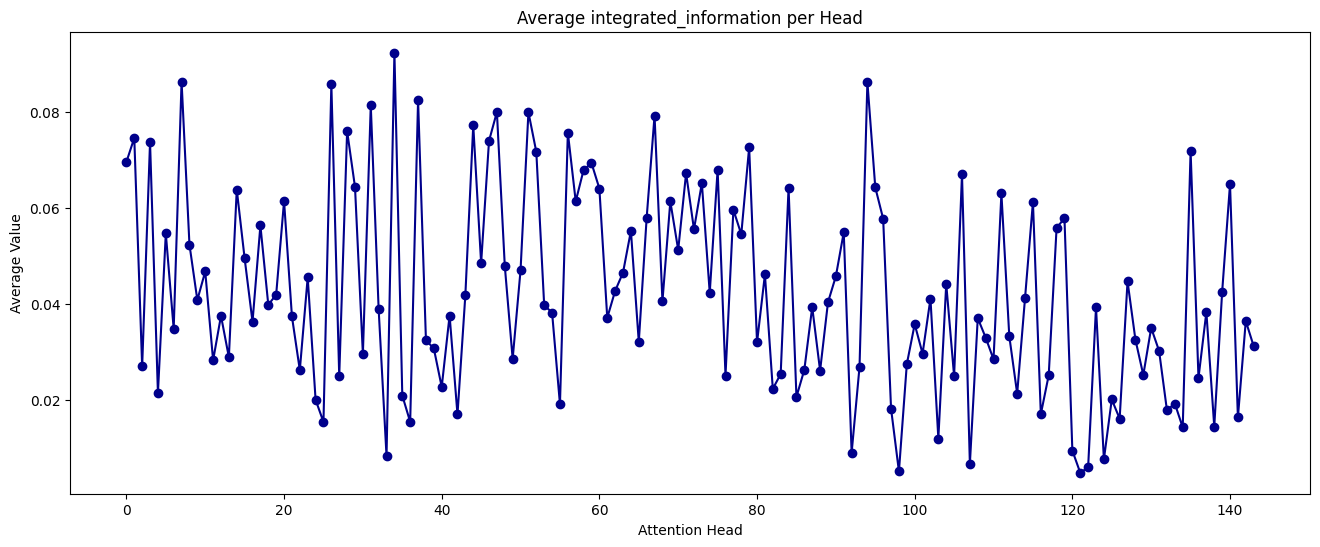 Average integrated_information per Head
Average Value
0.08
0.06
0.04
0.02
0 20 40 60 80 100 120 140
Attention Head